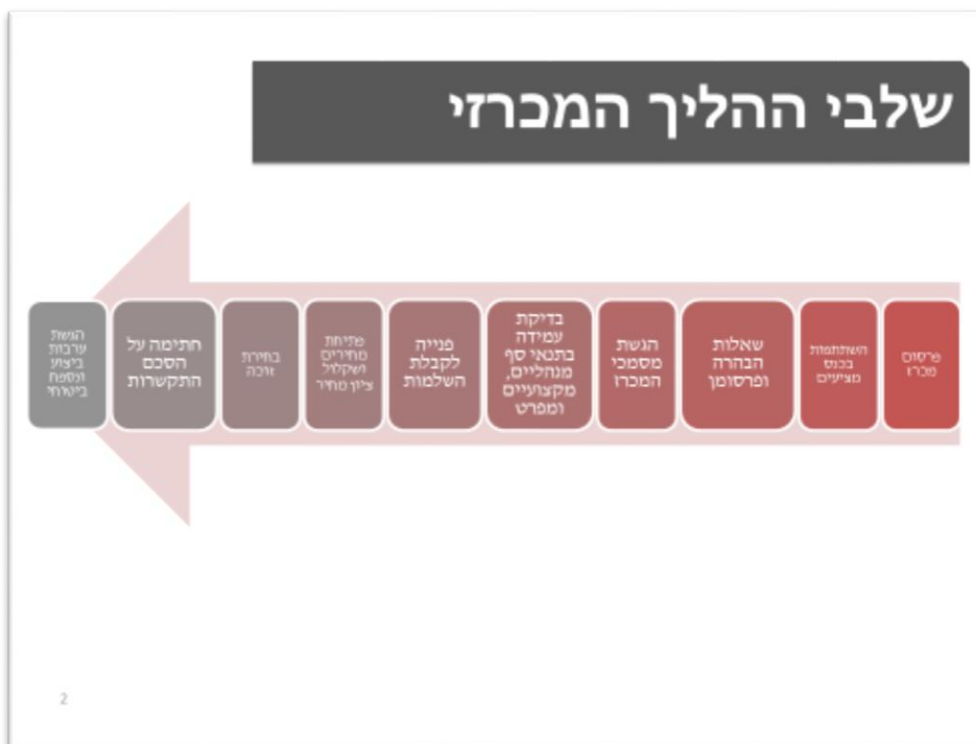 שלבי ההליך המכרזי
פרסום
מכרז
השתתפות
בכנס
מציעים
שאלות
הבהרה
ופרסומן
הגשת
מסמכי
המכרז
בדיקת
עמידה
בתנאי סף
מנהליים,
מקצועיים
ומפרט
פנייה
לקבלת
השלמות
פתיחת
מחירים
ושקלול
ציון מחיר
בחירת
זוכה
חתימה על
הסכם
התקשרות
הגשת
ערבות
ביצוע
ונספח
ביטוחי
2